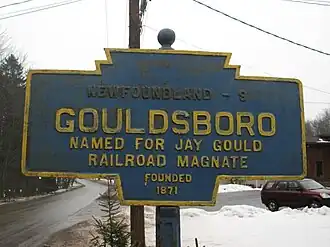 NEWFOUNDLAND - 9
GOULDSBORO
NAMED FOR JAY GOULD
RAILROAD MAGNATE
FOUNDED
1871